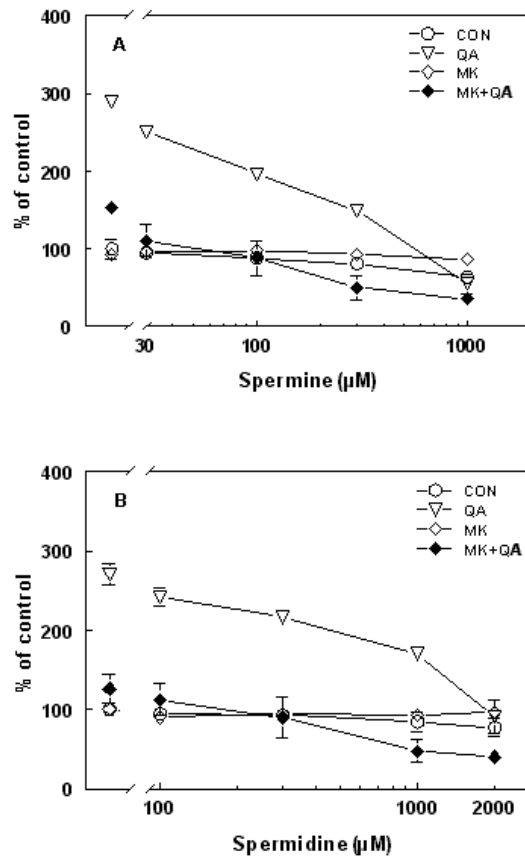 400
A
CON
QA
MK
MK+QA
300
200
100
0
% of control
30 100 1000
Spermine (µM)
400
B
CON
QA
MK
MK+QA
300
200
100
0
% of control
100 1000 2000
Spermidine (µM)